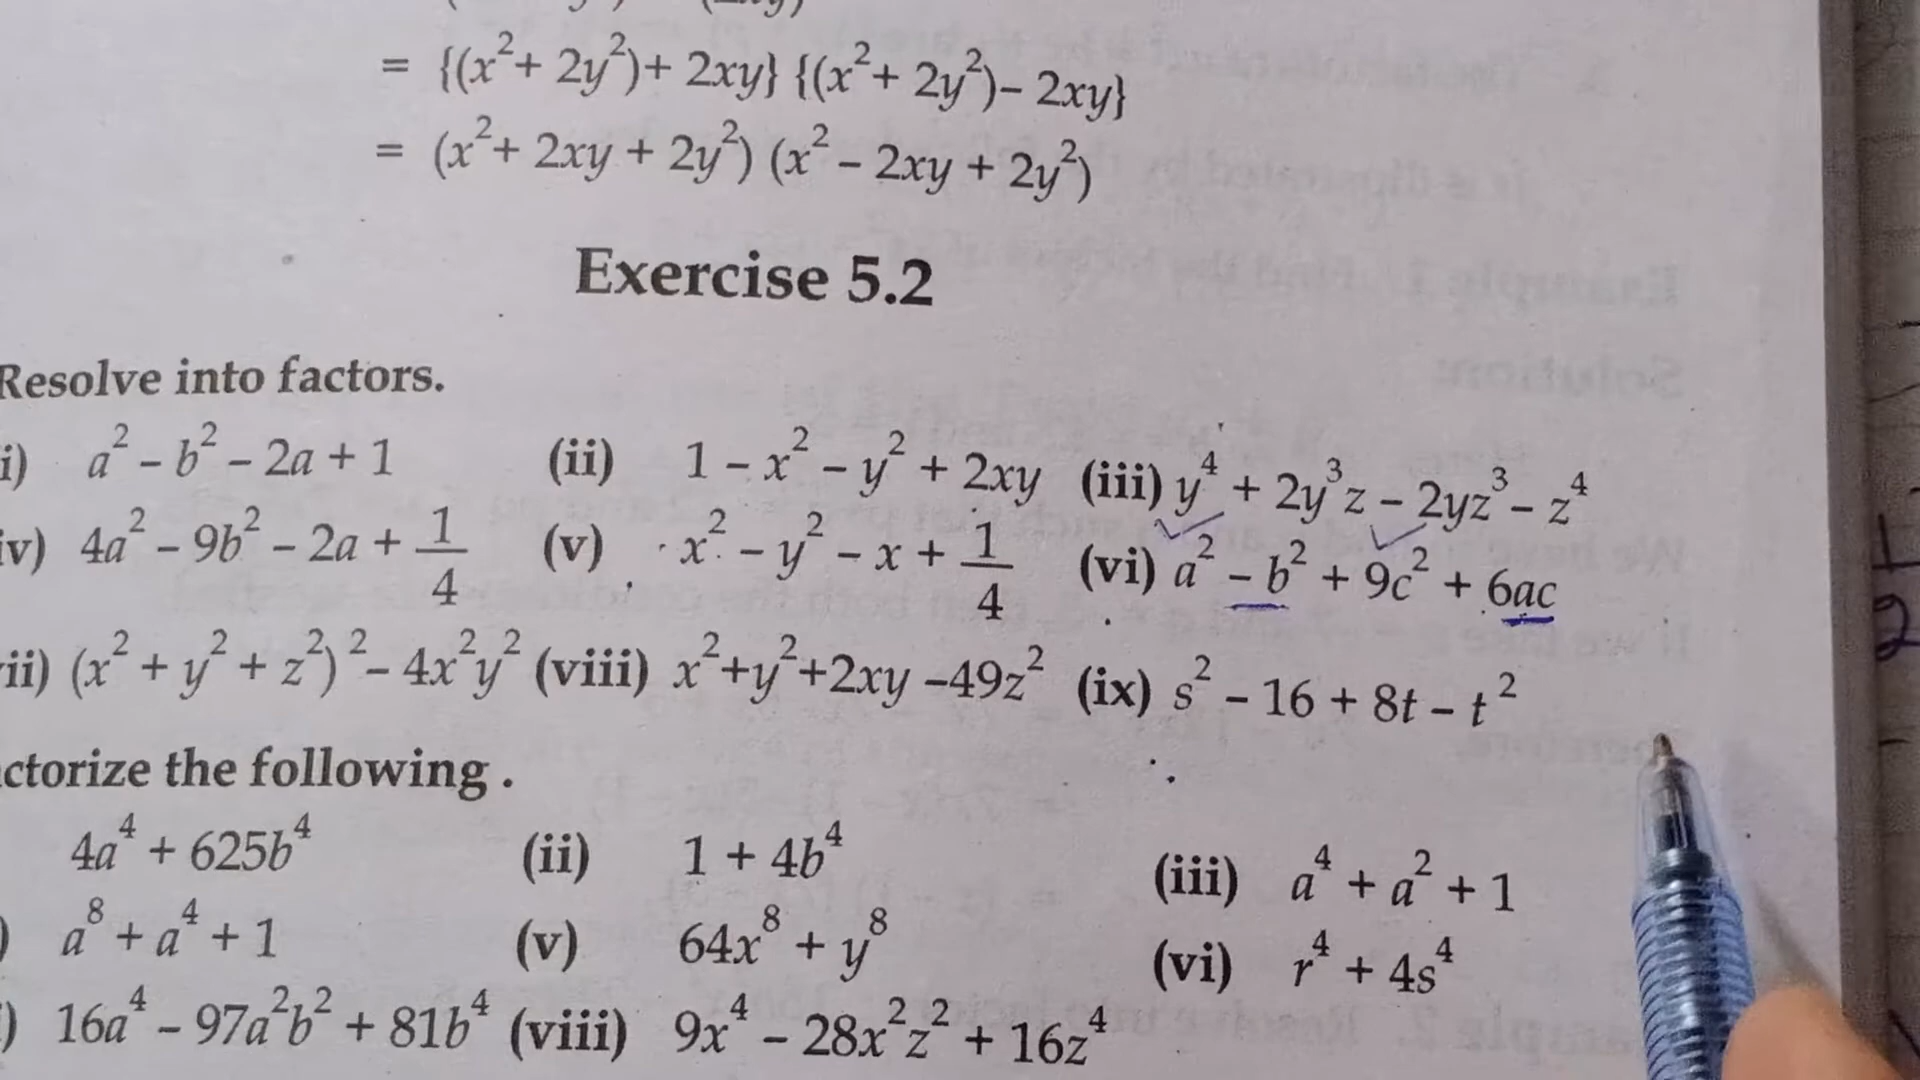 = {(x²+ 2y²)+ 2xy} {(x²+ 2y²)– 2xy}
= (x²+ 2xy + 2y²) (x² – 2xy + 2y²)
Exercise 5.2
Resolve into factors.
i) a² – b² – 2a + 1 (ii) 1 – x² – y² + 2xy (iii) y⁴ + 2y³z – 2yz³ – z⁴
iv) 4a² – 9b² – 2a + 1/4 (v) x² – y² – x + 1/4 (vi) a² – b² + 9c² + 6ac
ii) (x² + y² + z²)² – 4x²y² (viii) x²+y²+2xy –49z² (ix) s² – 16 + 8t – t²
ctorize the following .
4a⁴ + 625b⁴ (ii) 1 + 4b⁴ (iii) a⁴ + a² + 1
) a⁸ + a⁴ + 1 (v) 64x⁸ + y⁸ (vi) r⁴ + 4s⁴
) 16a⁴ – 97a²b² + 81b⁴ (viii) 9x⁴ – 28x²z² + 16z⁴
1
2